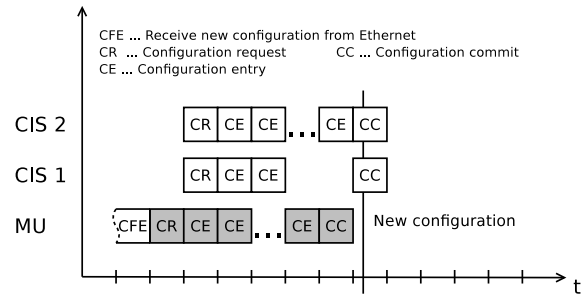 CFE ... Receive new configuration from Ethernet
CR ... Configuration request CC ... Configuration commit
CE ... Configuration entry
CIS 2 CR CE CE ... CE CC
CIS 1 CR CE CE CC
MU CFE CR CE CE ... CE CC New configuration
t